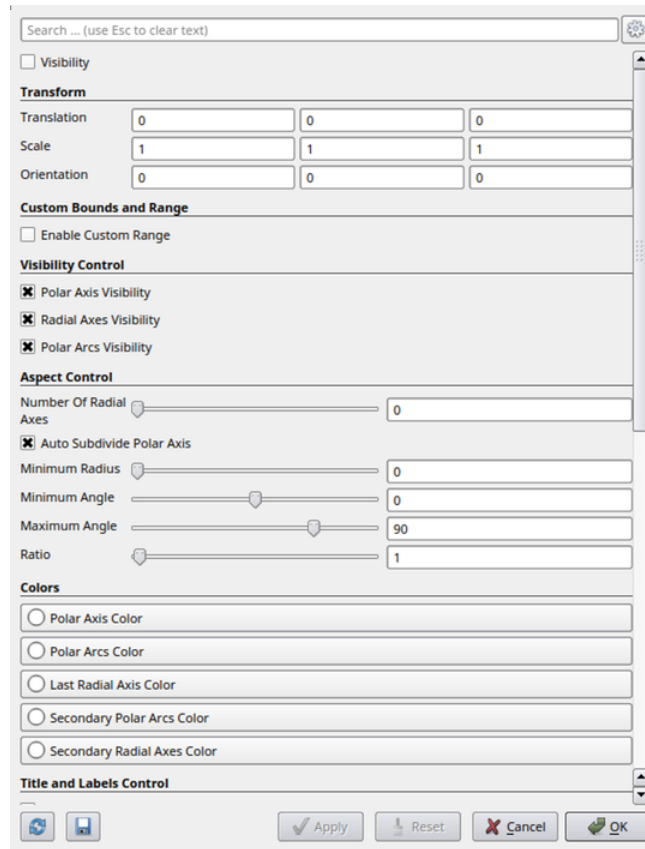 Search ... (use Esc to clear text)
Visibility
Transform
Translation 0 0 0
Scale 1 1 1
Orientation 0 0 0
Custom Bounds and Range
Enable Custom Range
Visibility Control
Polar Axis Visibility
Radial Axes Visibility
Polar Arcs Visibility
Aspect Control
Number Of Radial
Axes 0
Auto Subdivide Polar Axis
Minimum Radius 0
Minimum Angle 0
Maximum Angle 90
Ratio 1
Colors
Polar Axis Color
Polar Arcs Color
Last Radial Axis Color
Secondary Polar Arcs Color
Secondary Radial Axes Color
Title and Labels Control
Apply Reset Cancel OK